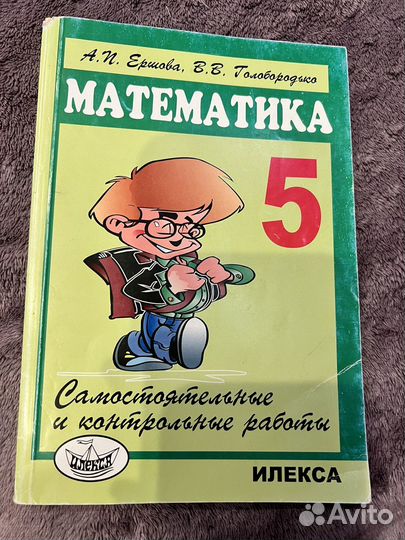 А.П. Ершова, В.В. Голобородько
МАТЕМАТИКА
5
Самостоятельные
и контрольные работы
ИЛЕКСА
ИЛЕКСА
Avito